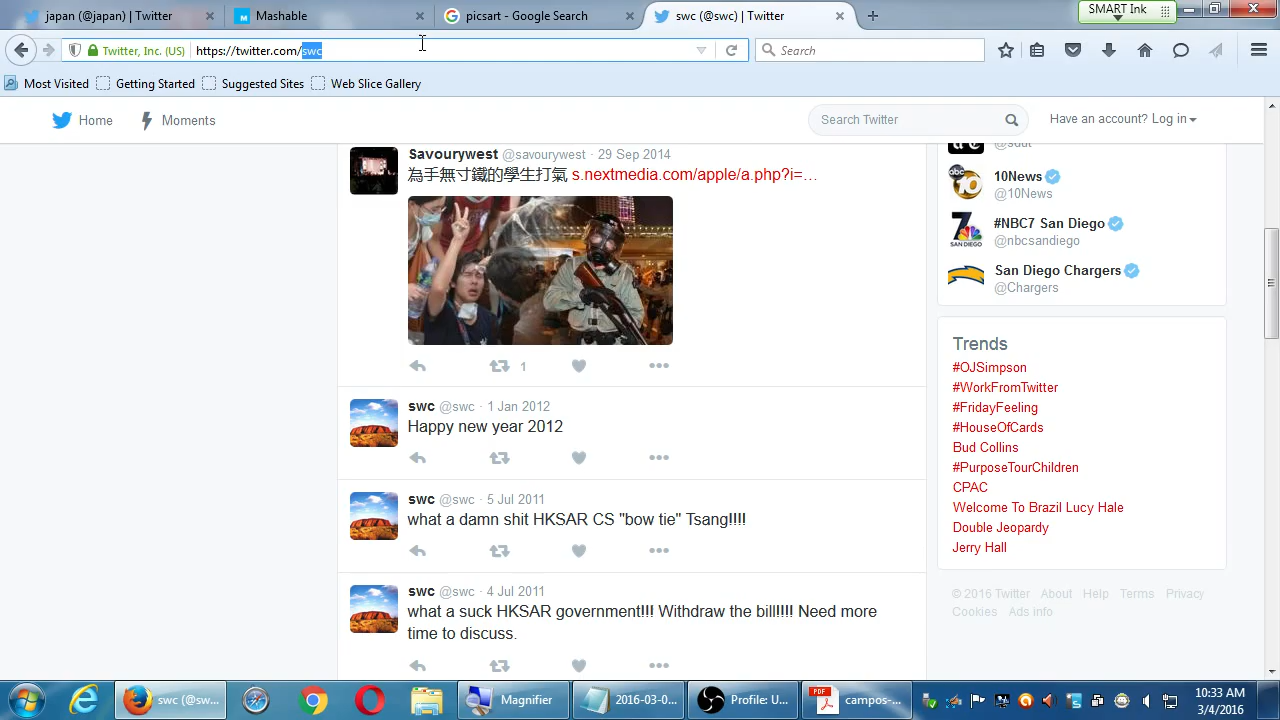 japan (@japan) | Twitter
Mashable
picsart - Google Search
swc (@swc) | Twitter
SMART Ink
Twitter, Inc. (US)
https://twitter.com/swc
Search
Most Visited
Getting Started
Suggested Sites
Web Slice Gallery
Home
Moments
Search Twitter
Have an account? Log in
Savourywest @savourywest · 29 Sep 2014
為手無寸鐵的學生打氣 s.nextmedia.com/apple/a.php?i=…
1
swc @swc · 1 Jan 2012
Happy new year 2012
swc @swc · 5 Jul 2011
what a damn shit HKSAR CS "bow tie" Tsang!!!!
swc @swc · 4 Jul 2011
what a suck HKSAR government!!! Withdraw the bill!!!! Need more
time to discuss.
10News
@10News
#NBC7 San Diego
@nbcsandiego
San Diego Chargers
@Chargers
Trends
#OJSimpson
#WorkFromTwitter
#FridayFeeling
#HouseOfCards
Bud Collins
#PurposeTourChildren
CPAC
Welcome To Brazil Lucy Hale
Double Jeopardy
Jerry Hall
© 2016 Twitter About Help Terms Privacy
Cookies Ads info
swc (@sw...
Magnifier
2016-03-0...
Profile: U...
PDF
campos-...
10:33 AM
3/4/2016